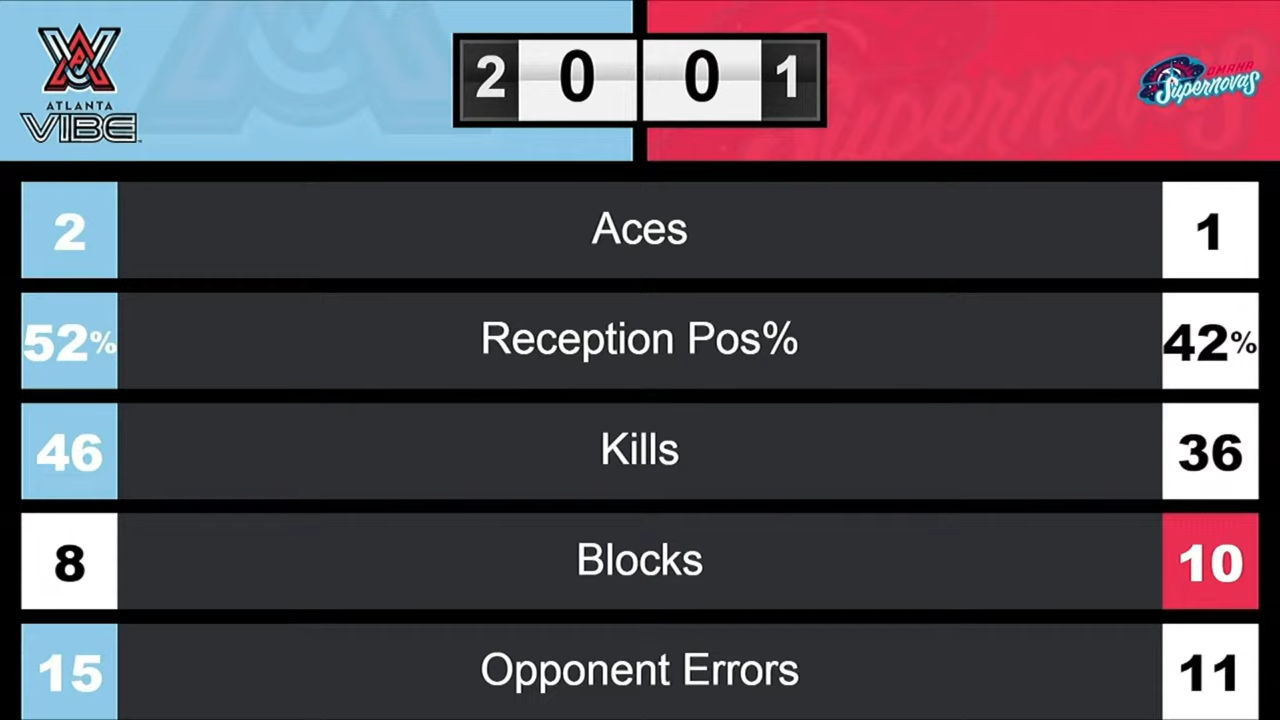 ATLANTA
VIBE
2 0 0 1
OMAHA
Supernovas
2 Aces 1
52% Reception Pos% 42%
46 Kills 36
8 Blocks 10
15 Opponent Errors 11